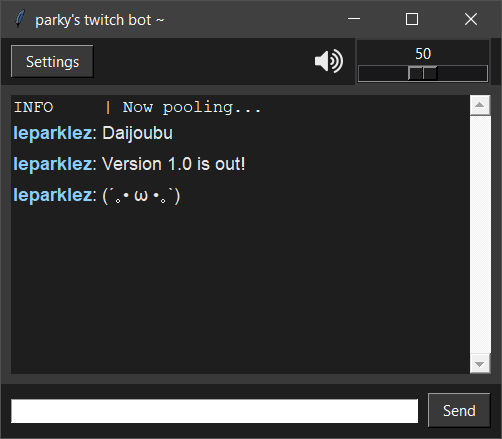 parky's twitch bot ~
Settings
50
INFO     | Now pooling...
leparklez: Daijoubu
leparklez: Version 1.0 is out!
leparklez: (´｡• ω •｡`)
Send